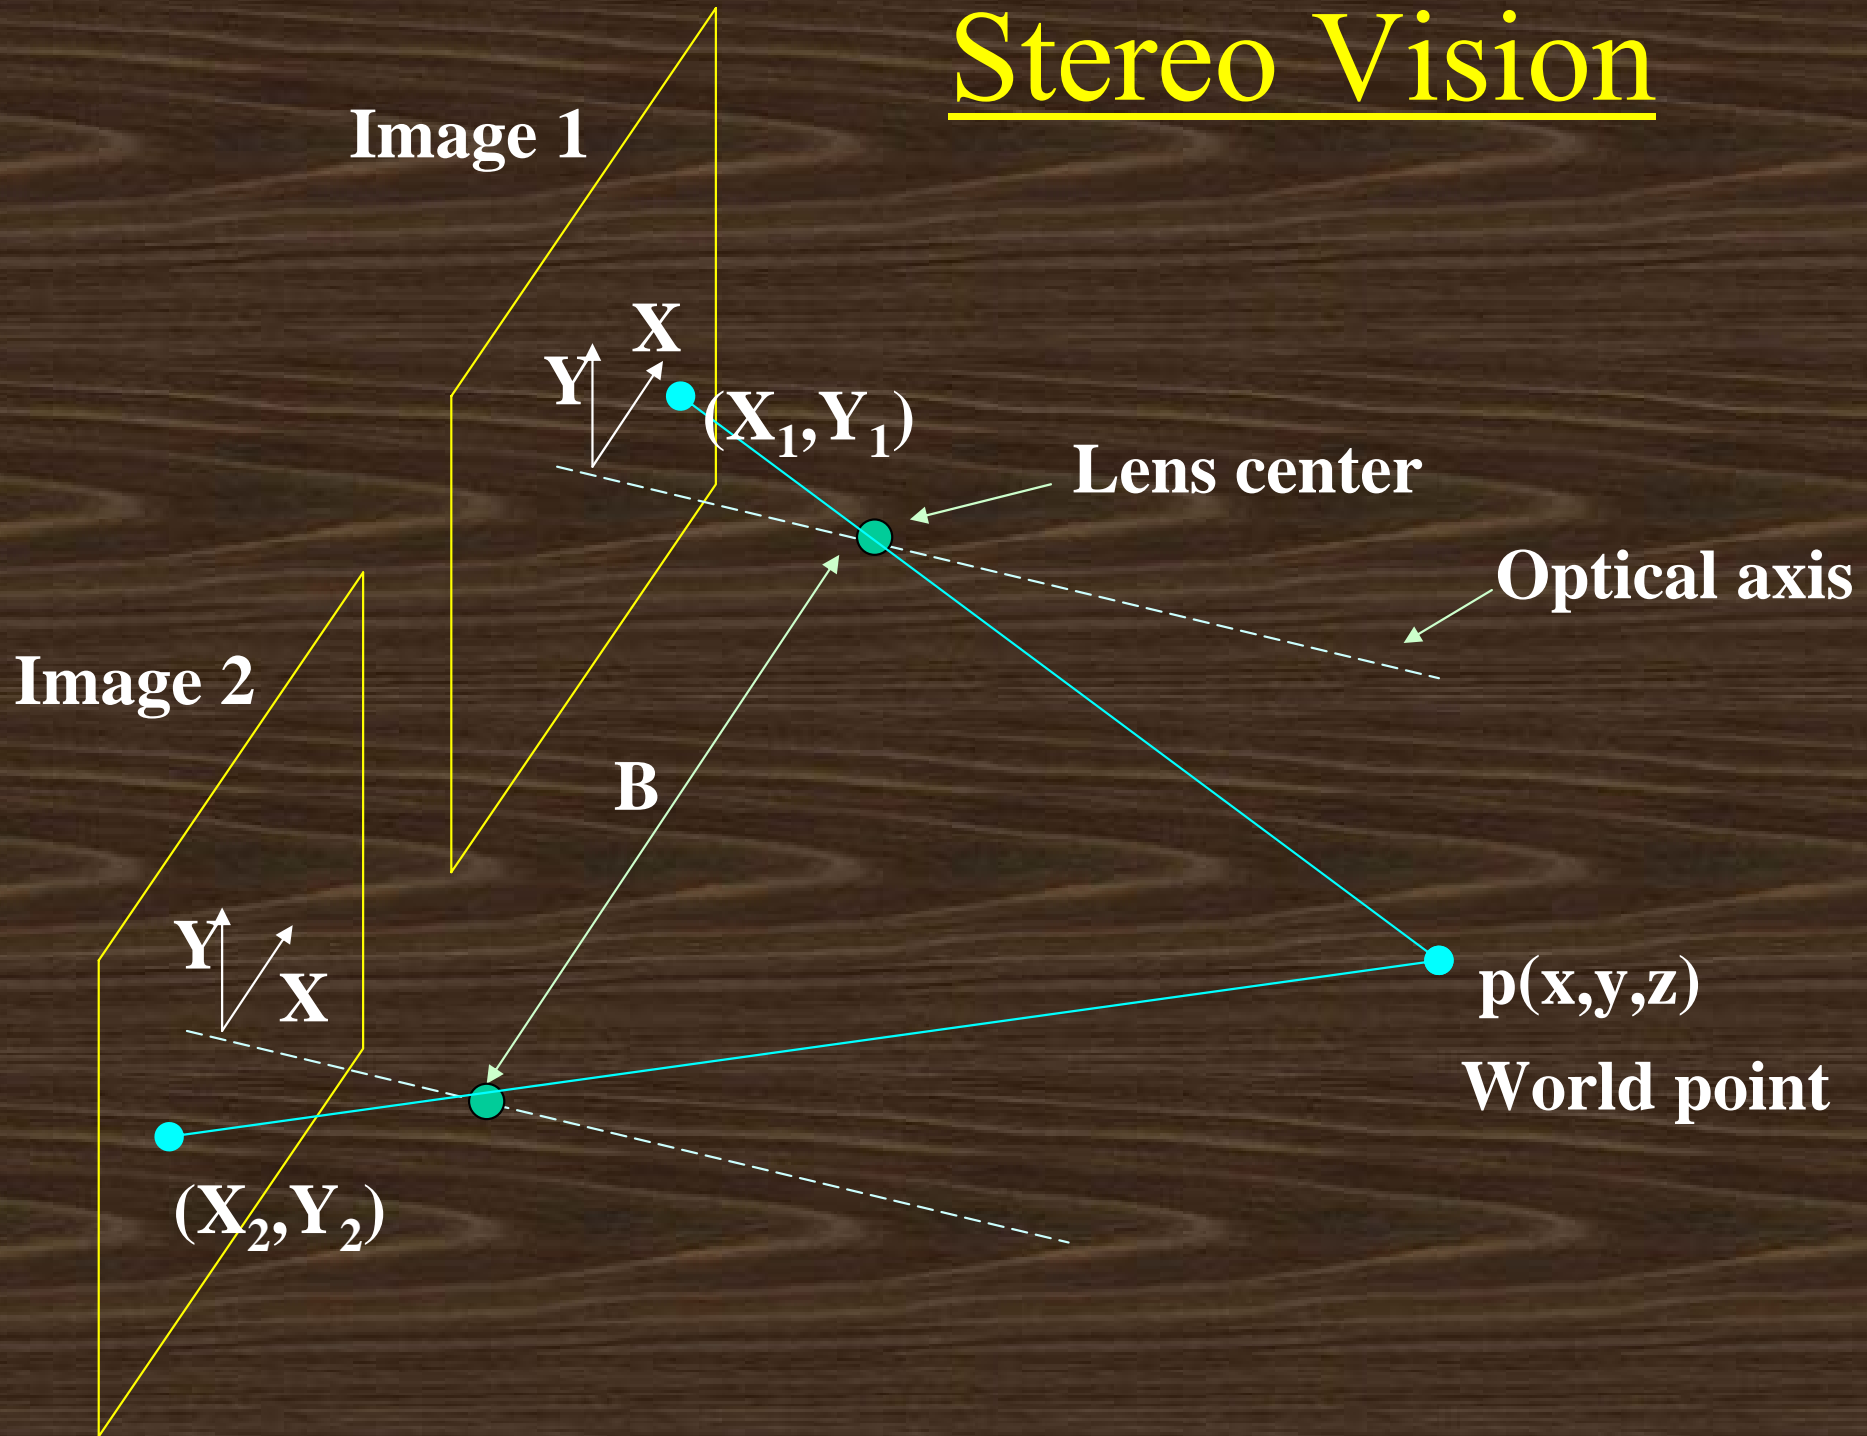 Stereo Vision
Image 1
X
Y
(X₁,Y₁)
Lens center
Optical axis
Image 2
B
Y
X
p(x,y,z)
World point
(X₂,Y₂)